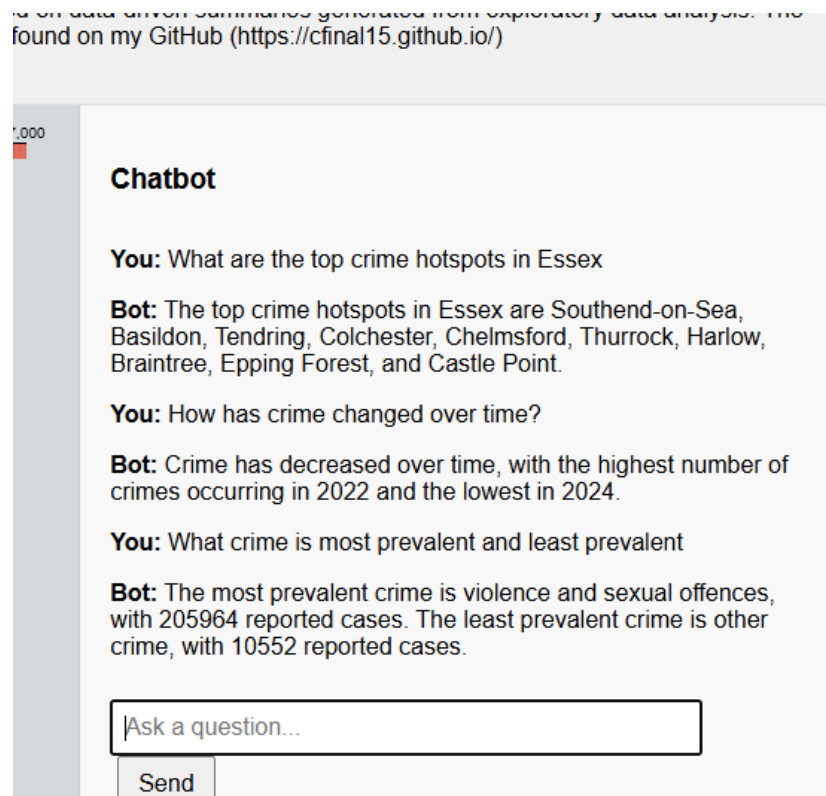 found on my GitHub (https://cfinal15.github.io/)
,000
Chatbot
You: What are the top crime hotspots in Essex
Bot: The top crime hotspots in Essex are Southend-on-Sea,
Basildon, Tendring, Colchester, Chelmsford, Thurrock, Harlow,
Braintree, Epping Forest, and Castle Point.
You: How has crime changed over time?
Bot: Crime has decreased over time, with the highest number of
crimes occurring in 2022 and the lowest in 2024.
You: What crime is most prevalent and least prevalent
Bot: The most prevalent crime is violence and sexual offences,
with 205964 reported cases. The least prevalent crime is other
crime, with 10552 reported cases.
Ask a question...
Send